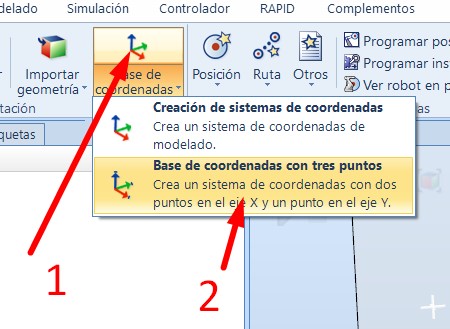 delado Simulación Controlador RAPID Complementos
Importar geometría
Base de coordenadas
Posición
Ruta
Otros
Programar pos
Programar inst
Ver robot en p
tación
as
quetas
Creación de sistemas de coordenadas
Crea un sistema de coordenadas de
modelado.
Base de coordenadas con tres puntos
Crea un sistema de coordenadas con dos
puntos en el eje X y un punto en el eje Y.
1
2